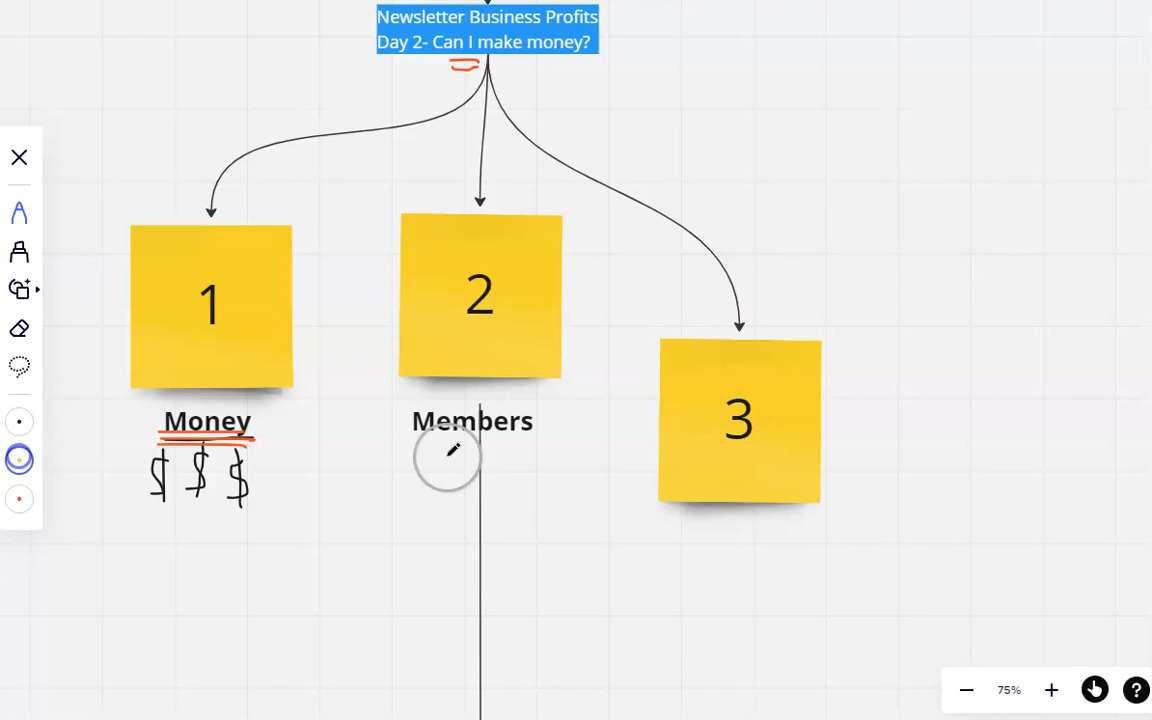 Newsletter Business Profits
Day 2- Can I make money?
1
2
3
Money
Members
$ $ $
75%
?